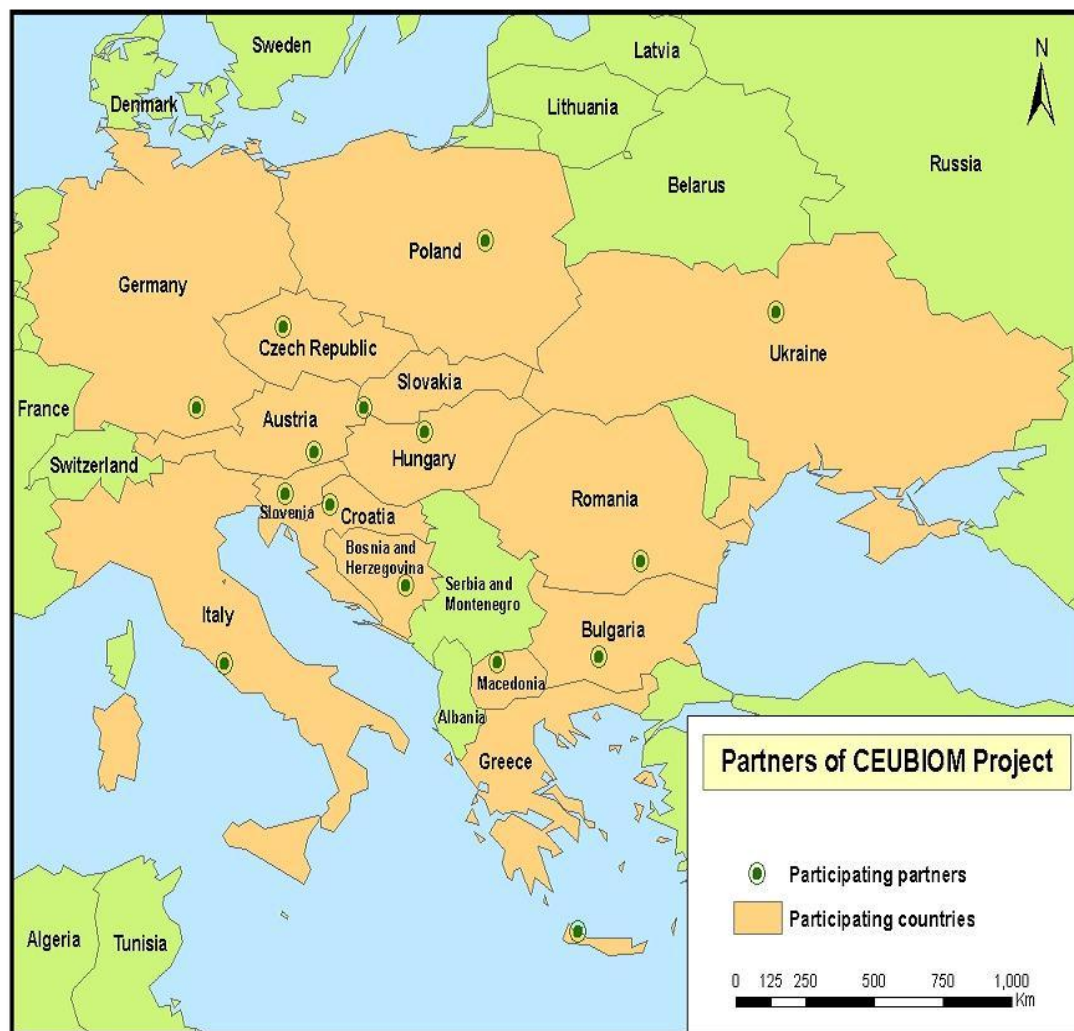 Sweden
Latvia
N
Denmark
Lithuania
Russia
Belarus
Poland
Germany
Czech Republic
Ukraine
Slovakia
France
Austria
Switzerland
Hungary
Romania
Slovenia
Croatia
Bosnia and
Herzegovina
Serbia and
Montenegro
Italy
Bulgaria
Macedonia
Albania
Greece
Partners of CEUBIOM Project
Participating partners
Participating countries
Algeria
Tunisia
0 125 250 500 750 1,000
Km